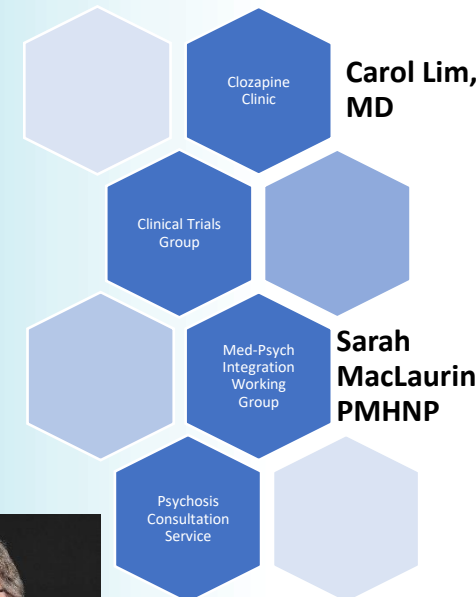 Clozapine
Clinic
Carol Lim,
MD
Clinical Trials
Group
Med-Psych
Integration
Working
Group
Sarah
MacLaurin
PMHNP
Psychosis
Consultation
Service